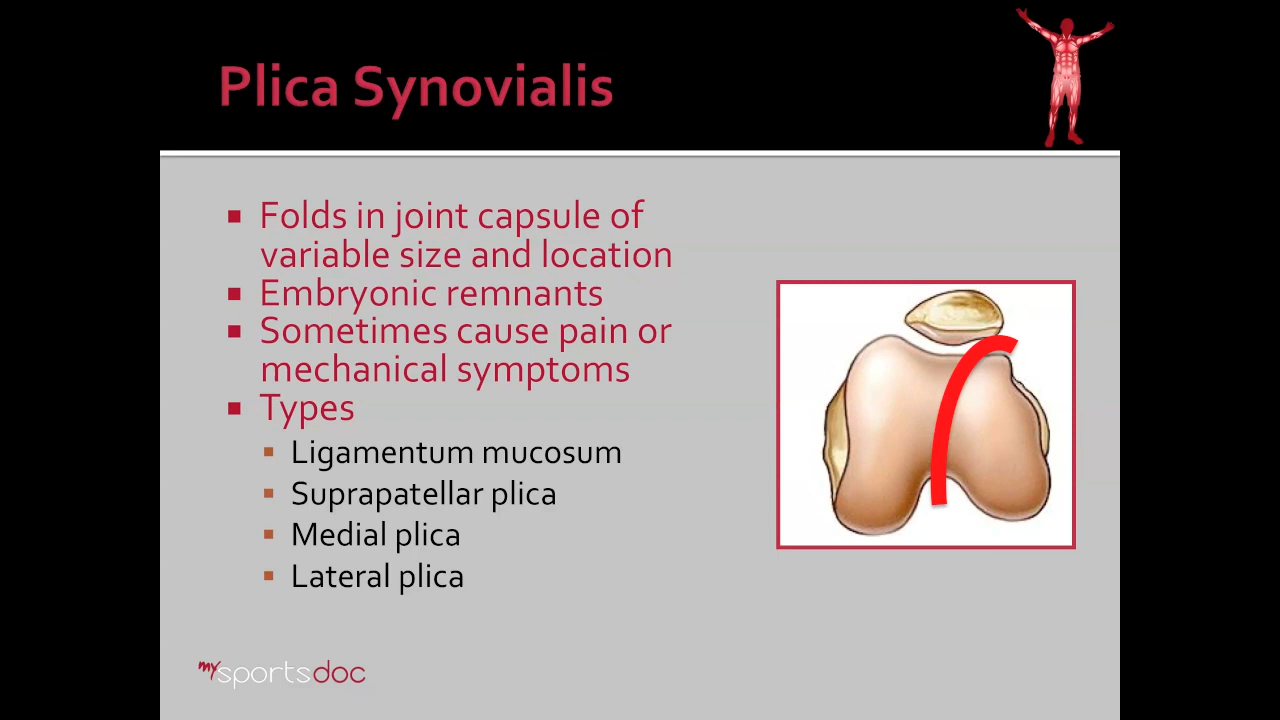 Plica Synovialis
Folds in joint capsule of
variable size and location
Embryonic remnants
Sometimes cause pain or
mechanical symptoms
Types
Ligamentum mucosum
Suprapatellar plica
Medial plica
Lateral plica
mysportsdoc